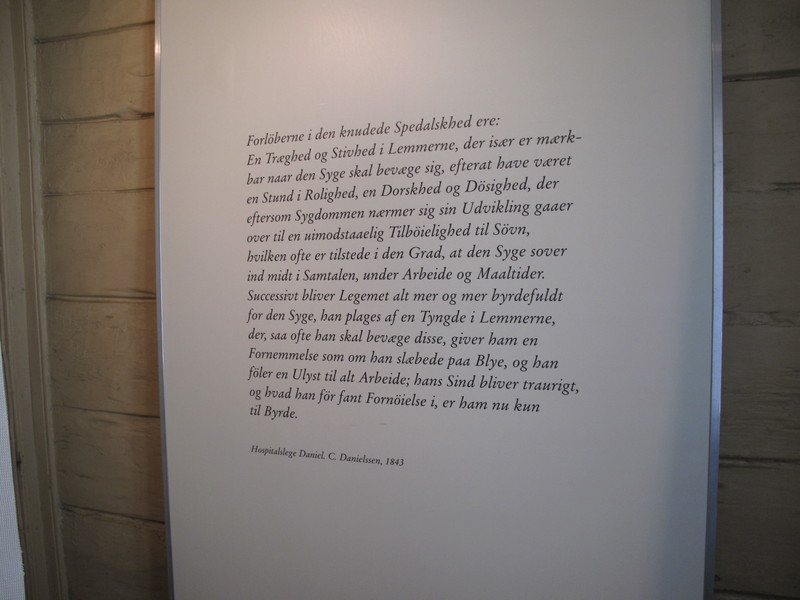 Forlöberne i den knudede Spedalskhed ere:
En Træghed og Stivhed i Lemmerne, der især er mærk-
bar naar den Syge skal bevæge sig, efterat have været
en Stund i Rolighed, en Dorskhed og Dösighed, der
eftersom Sygdommen nærmer sig sin Udvikling gaaer
over til en uimodstaaelig Tilböielighed til Sövn,
hvilken ofte er tilstede i den Grad, at den Syge sover
ind midt i Samtalen, under Arbeide og Maaltider.
Successivt bliver Legemet alt mer og mer byrdefuldt
for den Syge, han plages af en Tyngde i Lemmerne,
der, saa ofte han skal bevæge disse, giver ham en
Fornemmelse som om han slæbede paa Blye, og han
föler en Ulyst til alt Arbeide; hans Sind bliver traurigt,
og hvad han för fant Fornöielse i, er ham nu kun
til Byrde.
Hospitalslege Daniel. C. Danielssen, 1843